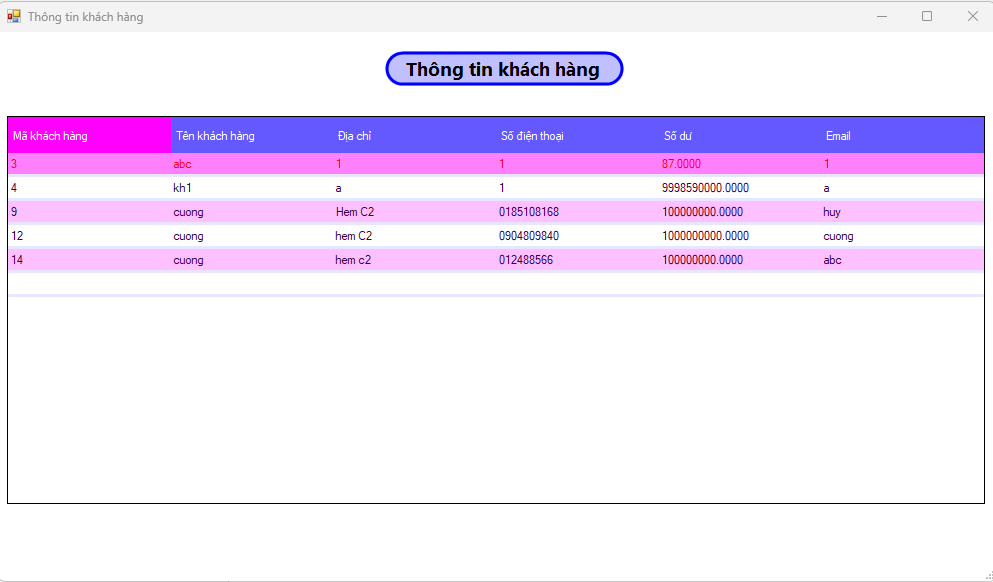 Thông tin khách hàng
Thông tin khách hàng
Mã khách hàng Tên khách hàng Địa chỉ Số điện thoại Số dư Email
3 abc 1 1 87.0000 1
4 kh1 a 1 9998590000.0000 a
9 cuong Hem C2 0185108168 100000000.0000 huy
12 cuong hem C2 0904809840 1000000000.0000 cuong
14 cuong hem c2 012488566 100000000.0000 abc